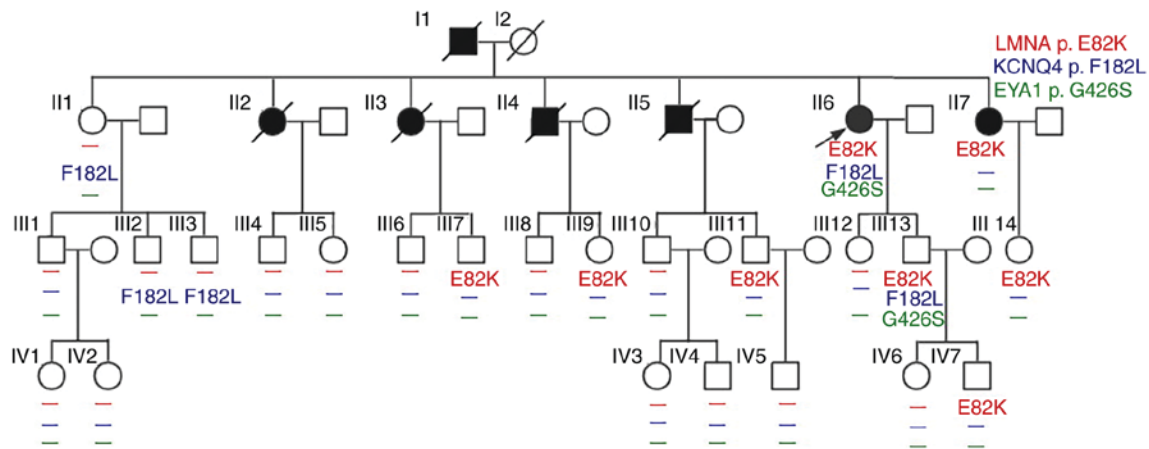 I1 I2
LMNA p. E82K
KCNQ4 p. F182L
EYA1 p. G426S
II1 II2 II3 II4 II5 II6 II7
E82K E82K
F182L F182L
G426S
III1 III2 III3 III4 III5 III6 III7 III8 III9 III10 III11 III12 III13 III 14
E82K E82K E82K E82K E82K
F182L F182L F182L
G426S
IV1 IV2 IV3 IV4 IV5 IV6 IV7
E82K